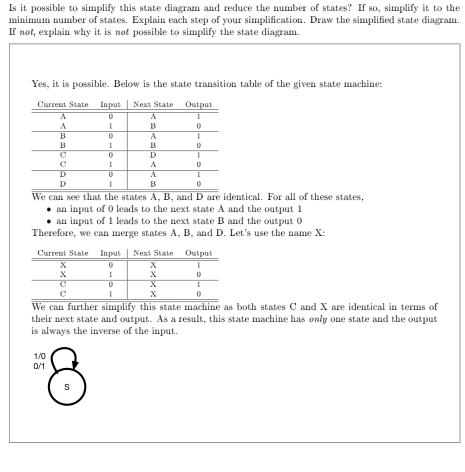 Is it possible to simplify this state diagram and reduce the number of states? If so, simplify it to the
minimum number of states. Explain each step of your simplification. Draw the simplified state diagram.
If not, explain why it is not possible to simplify the state diagram.
Yes, it is possible. Below is the state transition table of the given state machine:
Current State Input Next State Output
A 0 A 1
A 1 B 0
B 0 A 1
B 1 B 0
C 0 D 1
C 1 A 0
D 0 A 1
D 1 B 0
We can see that the states A, B, and D are identical. For all of these states,
• an input of 0 leads to the next state A and the output 1
• an input of 1 leads to the next state B and the output 0
Therefore, we can merge states A, B, and D. Let's use the name X:
Current State Input Next State Output
X 0 X 1
X 1 X 0
C 0 X 1
C 1 X 0
We can further simplify this state machine as both states C and X are identical in terms of
their next state and output. As a result, this state machine has only one state and the output
is always the inverse of the input.
1/0
0/1
S